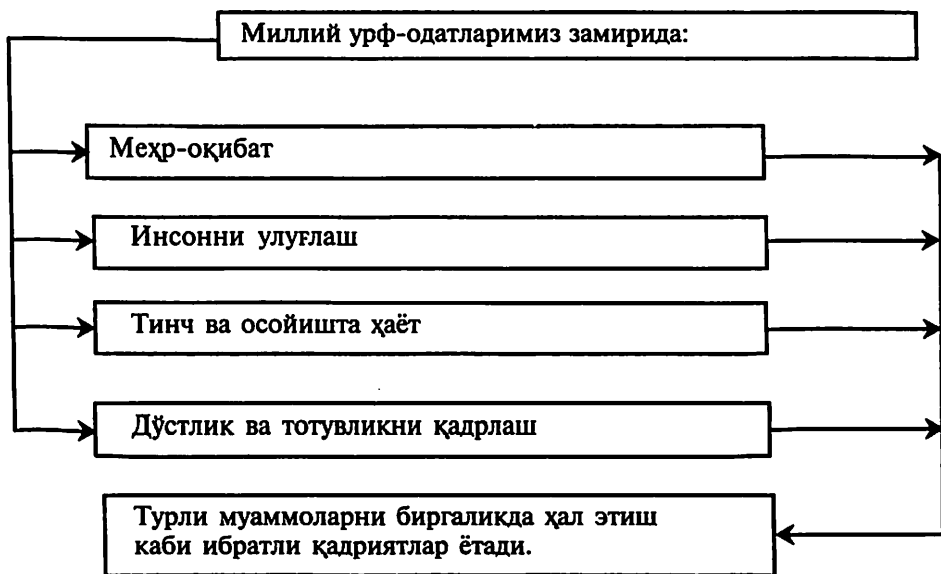 Миллий урф-одатларимиз замирида:
Меҳр-оқибат
Инсонни улуғлаш
Тинч ва осойишта ҳаёт
Дўстлик ва тотувликни қадрлаш
Турли муаммоларни биргаликда ҳал этиш
каби ибратли қадриятлар ётади.